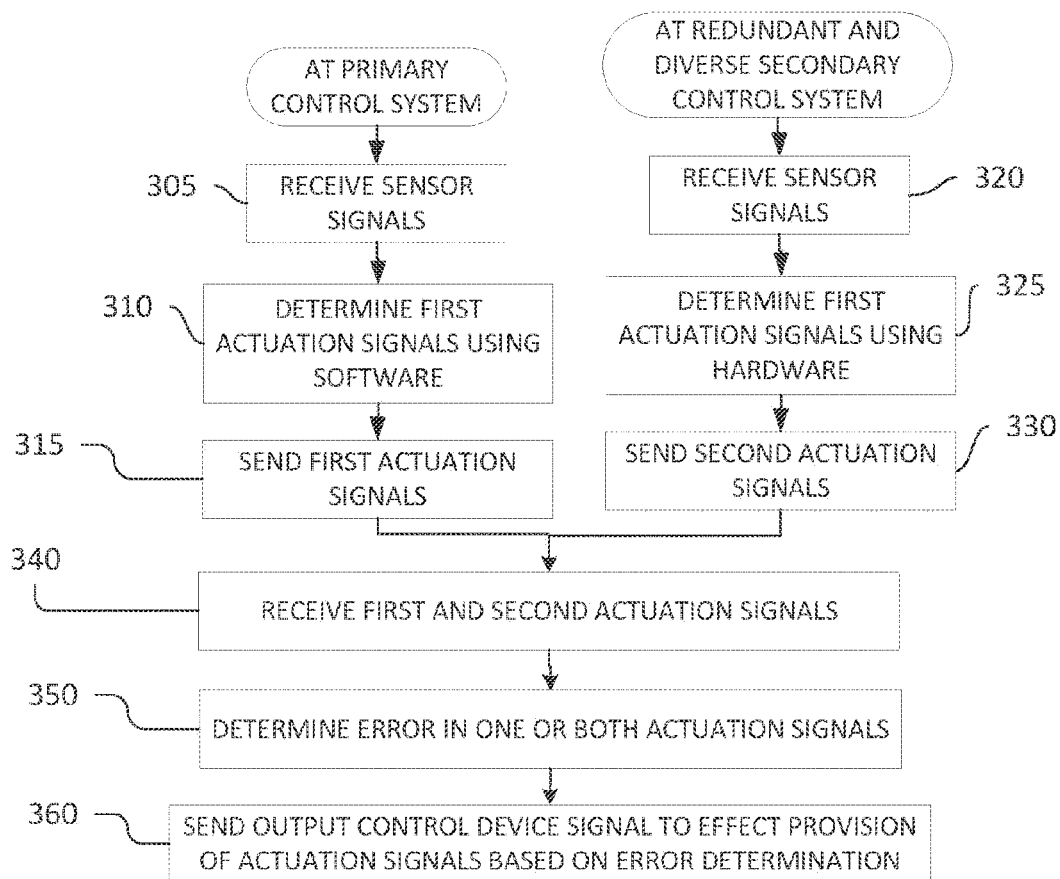 AT PRIMARY
CONTROL SYSTEM
AT REDUNDANT AND
DIVERSE SECONDARY
CONTROL SYSTEM
305
RECEIVE SENSOR
SIGNALS
RECEIVE SENSOR
SIGNALS
320
310
DETERMINE FIRST
ACTUATION SIGNALS USING
SOFTWARE
DETERMINE FIRST
ACTUATION SIGNALS USING
HARDWARE
325
315
SEND FIRST ACTUATION
SIGNALS
SEND SECOND ACTUATION
SIGNALS
330
340
RECEIVE FIRST AND SECOND ACTUATION SIGNALS
350
DETERMINE ERROR IN ONE OR BOTH ACTUATION SIGNALS
360
SEND OUTPUT CONTROL DEVICE SIGNAL TO EFFECT PROVISION
OF ACTUATION SIGNALS BASED ON ERROR DETERMINATION